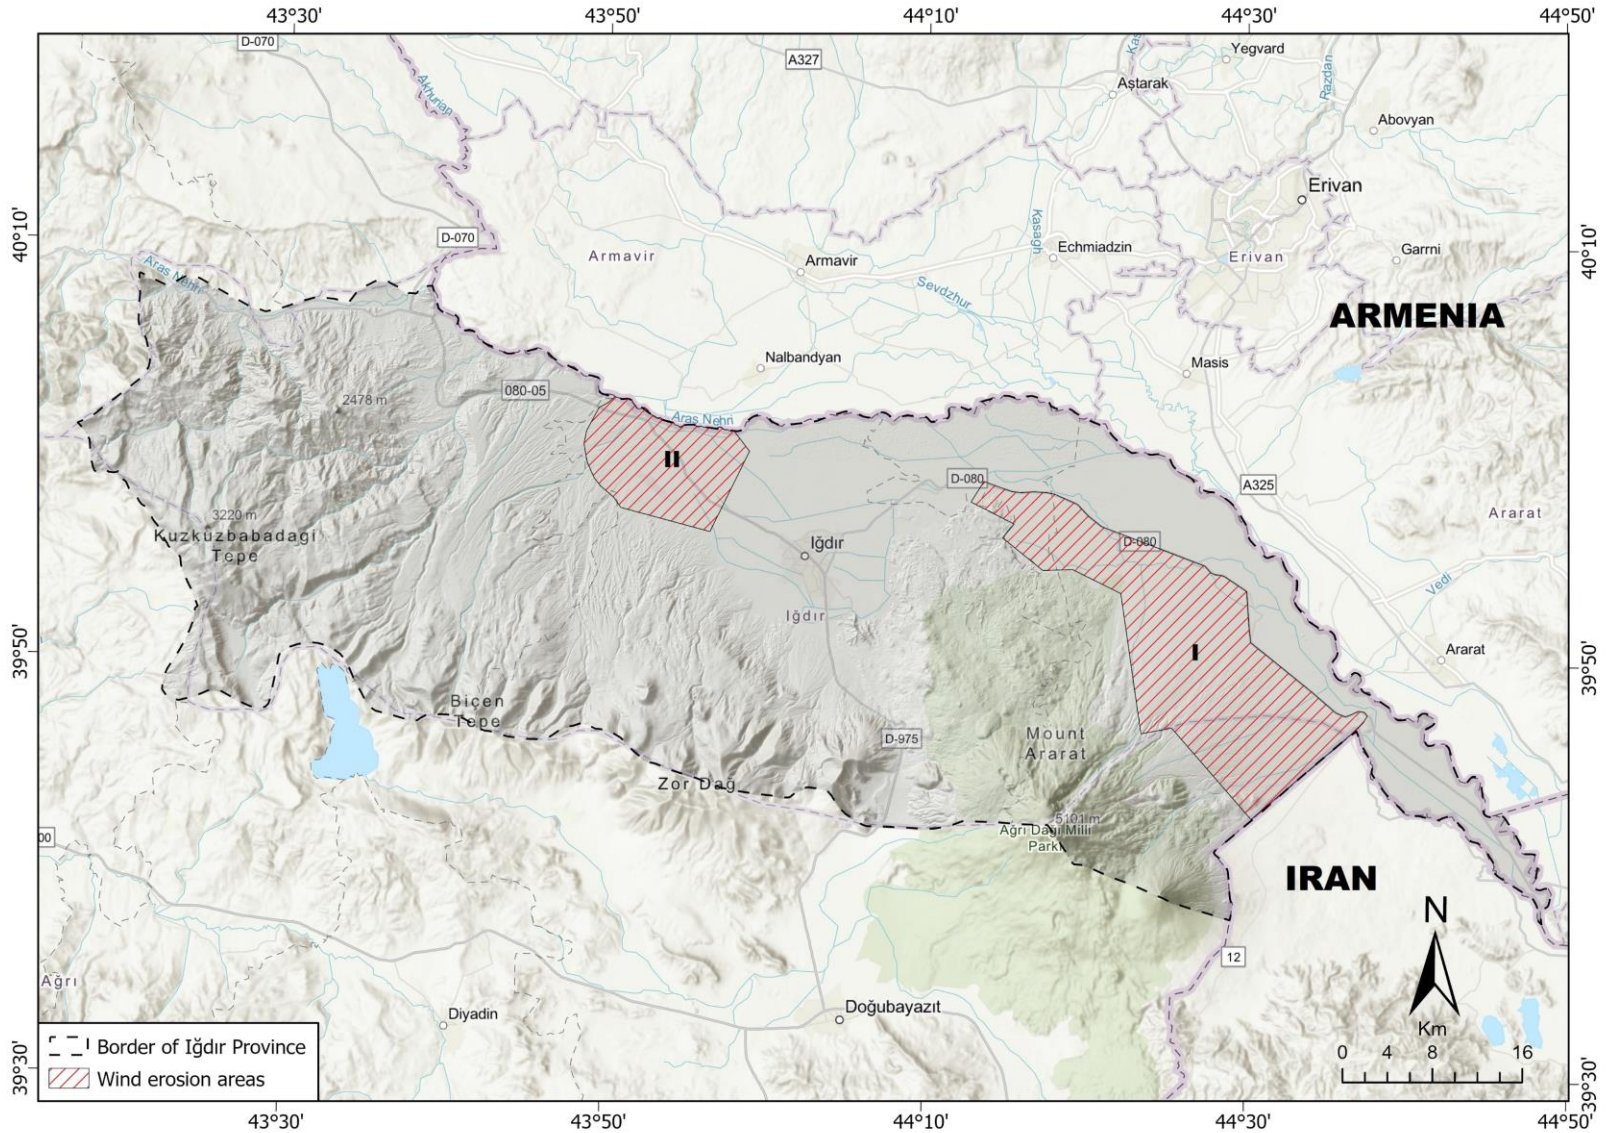 43°30'
43°50'
44°10'
44°30'
44°50'
D-070
A327
Yegvard
Akhurian
Aştarak
Razdan
Abovyan
Erivan
40°10'
40°10'
D-070
Armavir
Armavir
Kasagh
Echmiadzin
Erivan
Garrni
Aras Nehri
Sevdzhur
ARMENIA
Nalbandyan
Masis
2478 m
080-05
Aras Nehri
II
D-080
A325
3220 m
Kuzküzbabadağı
Tepe
Iğdır
D-080
Ararat
Vedi
Iğdır
39°50'
I
Ararat
39°50'
Biçen
Tepe
D-975
Mount
Ararat
Zor Dağ
5101 m
Ağrı Dağı Milli
Parkı
00
IRAN
N
12
Ağrı
Diyadin
Doğubayazıt
Km
0 4 8 16
Border of Iğdır Province
Wind erosion areas
39°30'
39°30'
43°30'
43°50'
44°10'
44°30'
44°50'